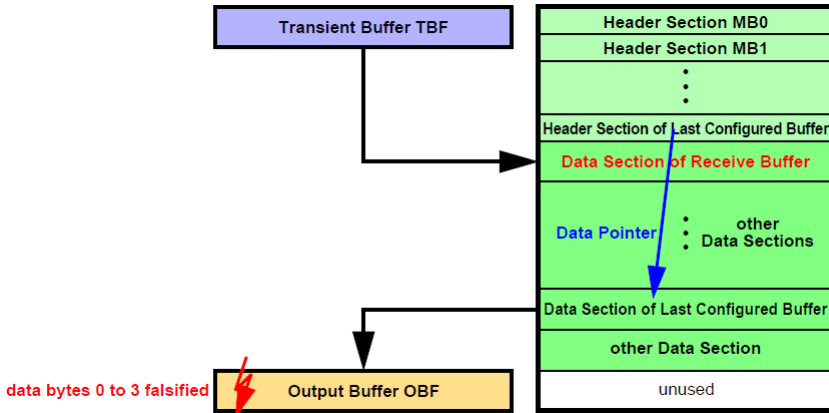 Transient Buffer TBF
Header Section MB0
Header Section MB1
Header Section of Last Configured Buffer
Data Section of Receive Buffer
Data Pointer
other
Data Sections
Data Section of Last Configured Buffer
other Data Section
data bytes 0 to 3 falsified
Output Buffer OBF
unused